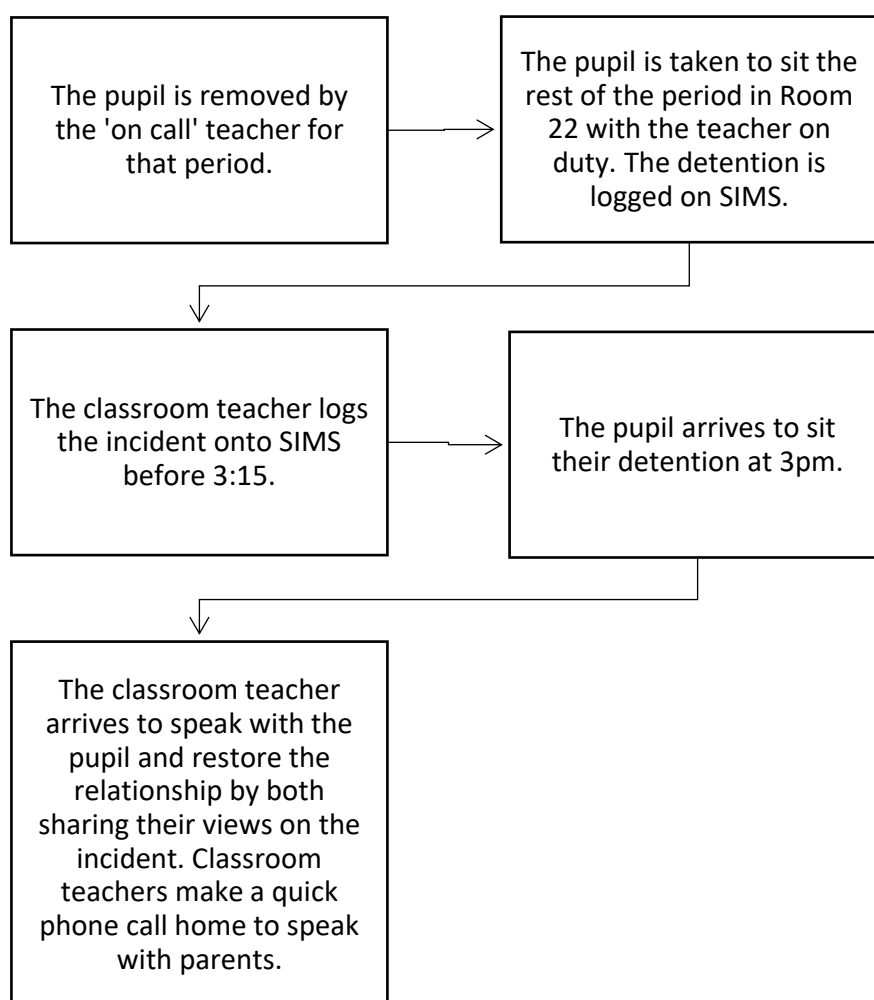 The pupil is removed by
the 'on call' teacher for
that period.
The pupil is taken to sit the
rest of the period in Room
22 with the teacher on
duty. The detention is
logged on SIMS.
The classroom teacher logs
the incident onto SIMS
before 3:15.
The pupil arrives to sit
their detention at 3pm.
The classroom teacher
arrives to speak with the
pupil and restore the
relationship by both
sharing their views on the
incident. Classroom
teachers make a quick
phone call home to speak
with parents.